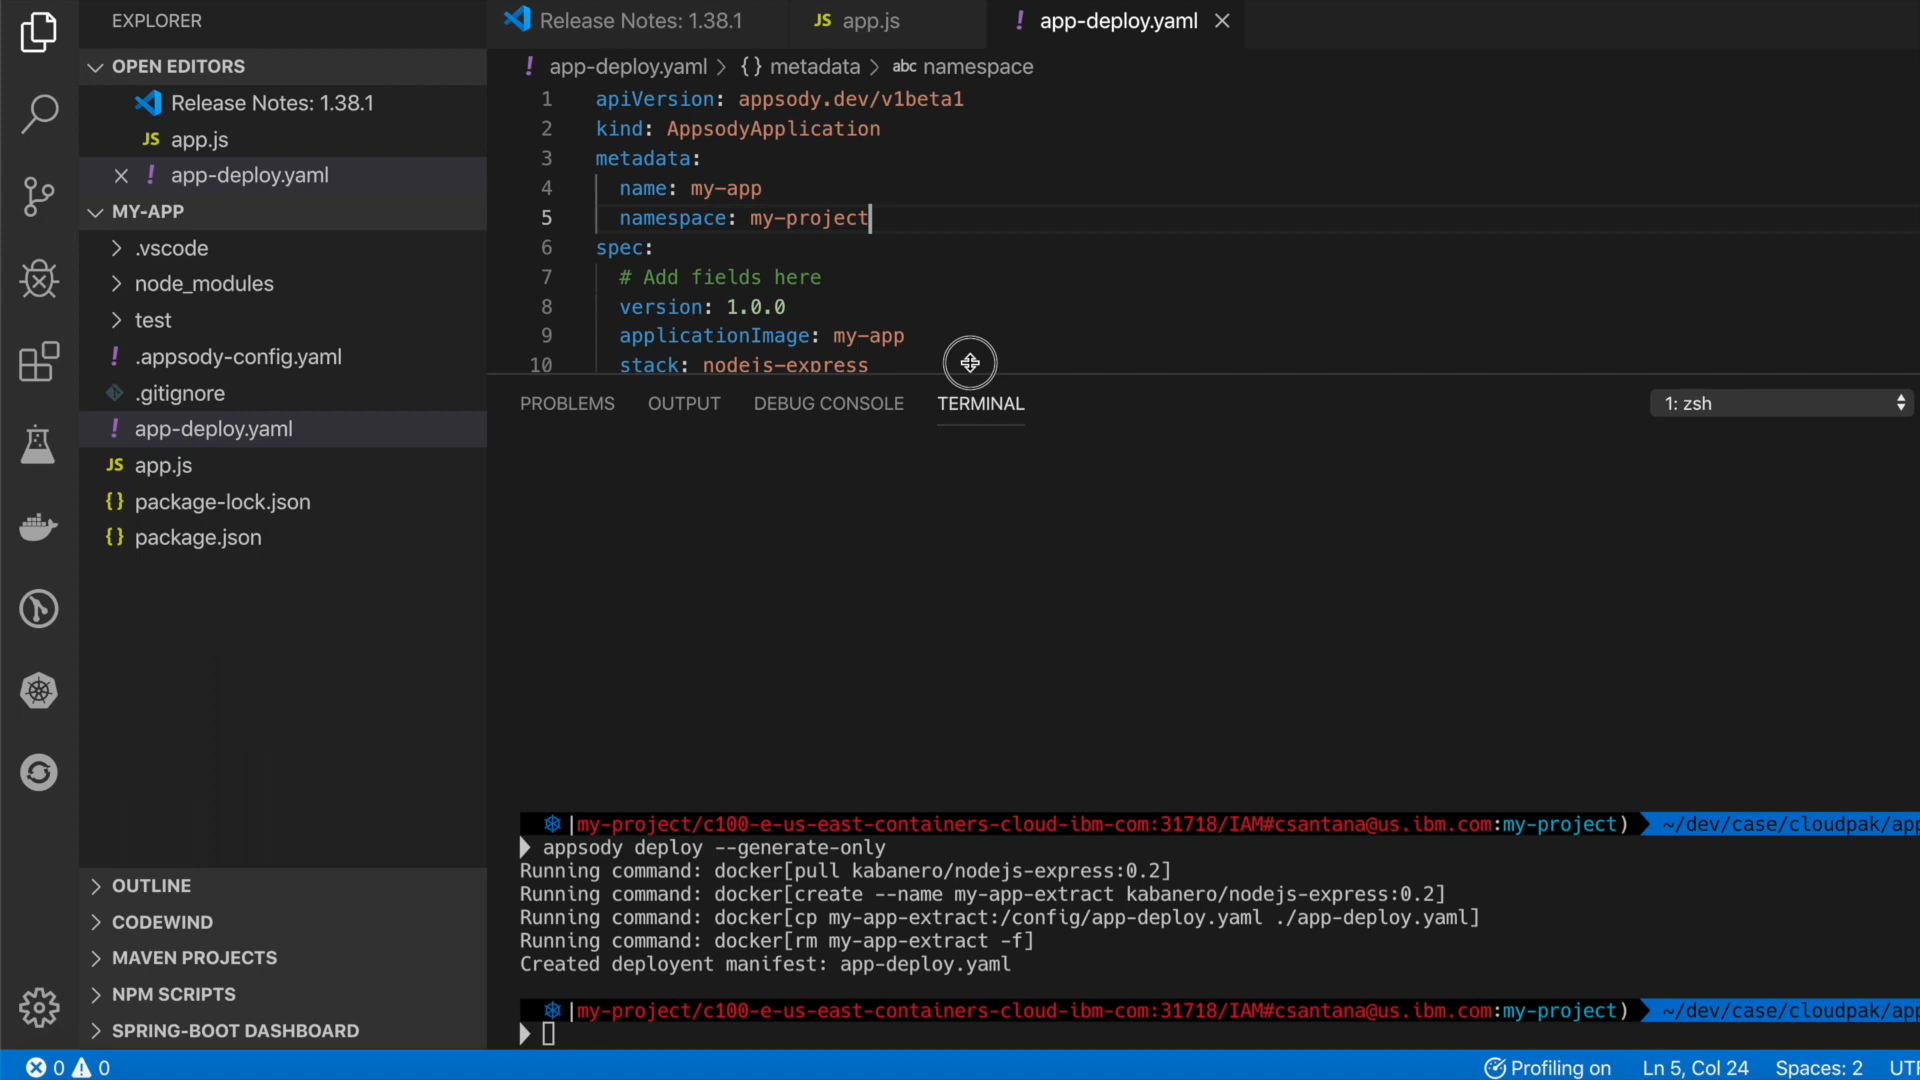 EXPLORER
OPEN EDITORS
Release Notes: 1.38.1
JS app.js
! app-deploy.yaml
MY-APP
.vscode
node_modules
test
! .appsody-config.yaml
.gitignore
! app-deploy.yaml
JS app.js
{} package-lock.json
{} package.json
OUTLINE
CODEWIND
MAVEN PROJECTS
NPM SCRIPTS
SPRING-BOOT DASHBOARD
Release Notes: 1.38.1
JS app.js
! app-deploy.yaml
! app-deploy.yaml > {} metadata > abc namespace
1 apiVersion: appsody.dev/v1beta1
2 kind: AppsodyApplication
3 metadata:
4 name: my-app
5 namespace: my-project
6 spec:
7 # Add fields here
8 version: 1.0.0
9 applicationImage: my-app
10 stack: nodejs-express
PROBLEMS OUTPUT DEBUG CONSOLE TERMINAL 1: zsh
|my-project/c100-e-us-east-containers-cloud-ibm-com:31718/IAM#csantana@us.ibm.com:my-project) ~/dev/case/cloudpak/app
appsody deploy --generate-only
Running command: docker[pull kabanero/nodejs-express:0.2]
Running command: docker[create --name my-app-extract kabanero/nodejs-express:0.2]
Running command: docker[cp my-app-extract:/config/app-deploy.yaml ./app-deploy.yaml]
Running command: docker[rm my-app-extract -f]
Created deployent manifest: app-deploy.yaml
|my-project/c100-e-us-east-containers-cloud-ibm-com:31718/IAM#csantana@us.ibm.com:my-project) ~/dev/case/cloudpak/app
0 0 Profiling on Ln 5, Col 24 Spaces: 2 UTF